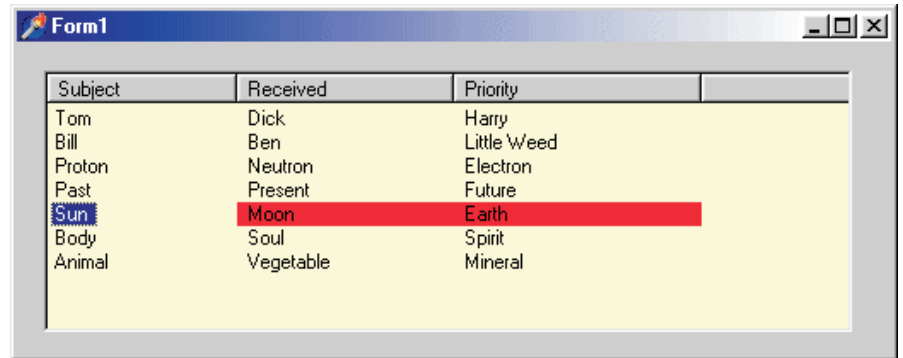 Form1
Subject Received Priority
Tom Dick Harry
Bill Ben Little Weed
Proton Neutron Electron
Past Present Future
Sun Moon Earth
Body Soul Spirit
Animal Vegetable Mineral